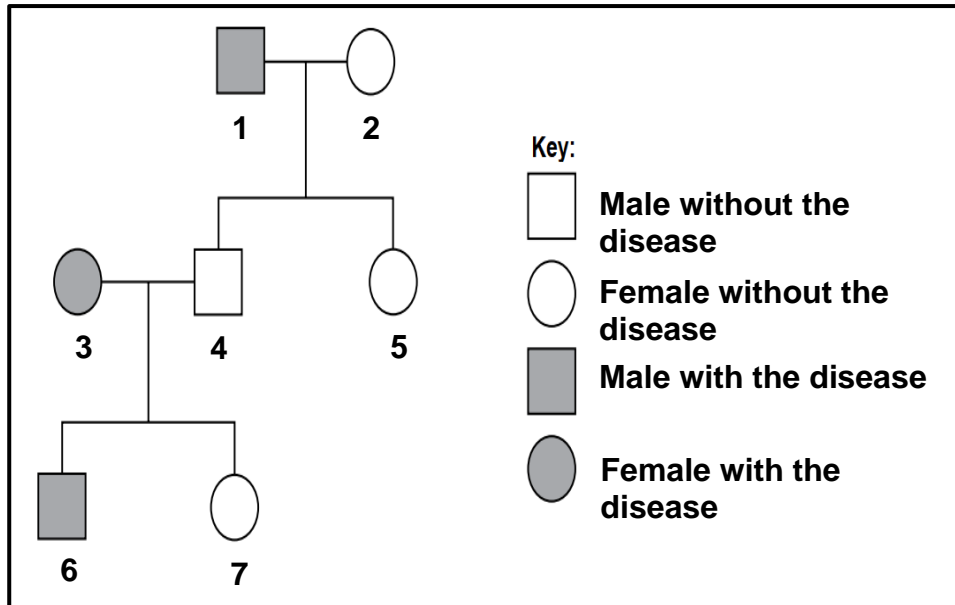 1
2
3
4
5
6
7
Key:
Male without the
disease
Female without the
disease
Male with the disease
Female with the
disease